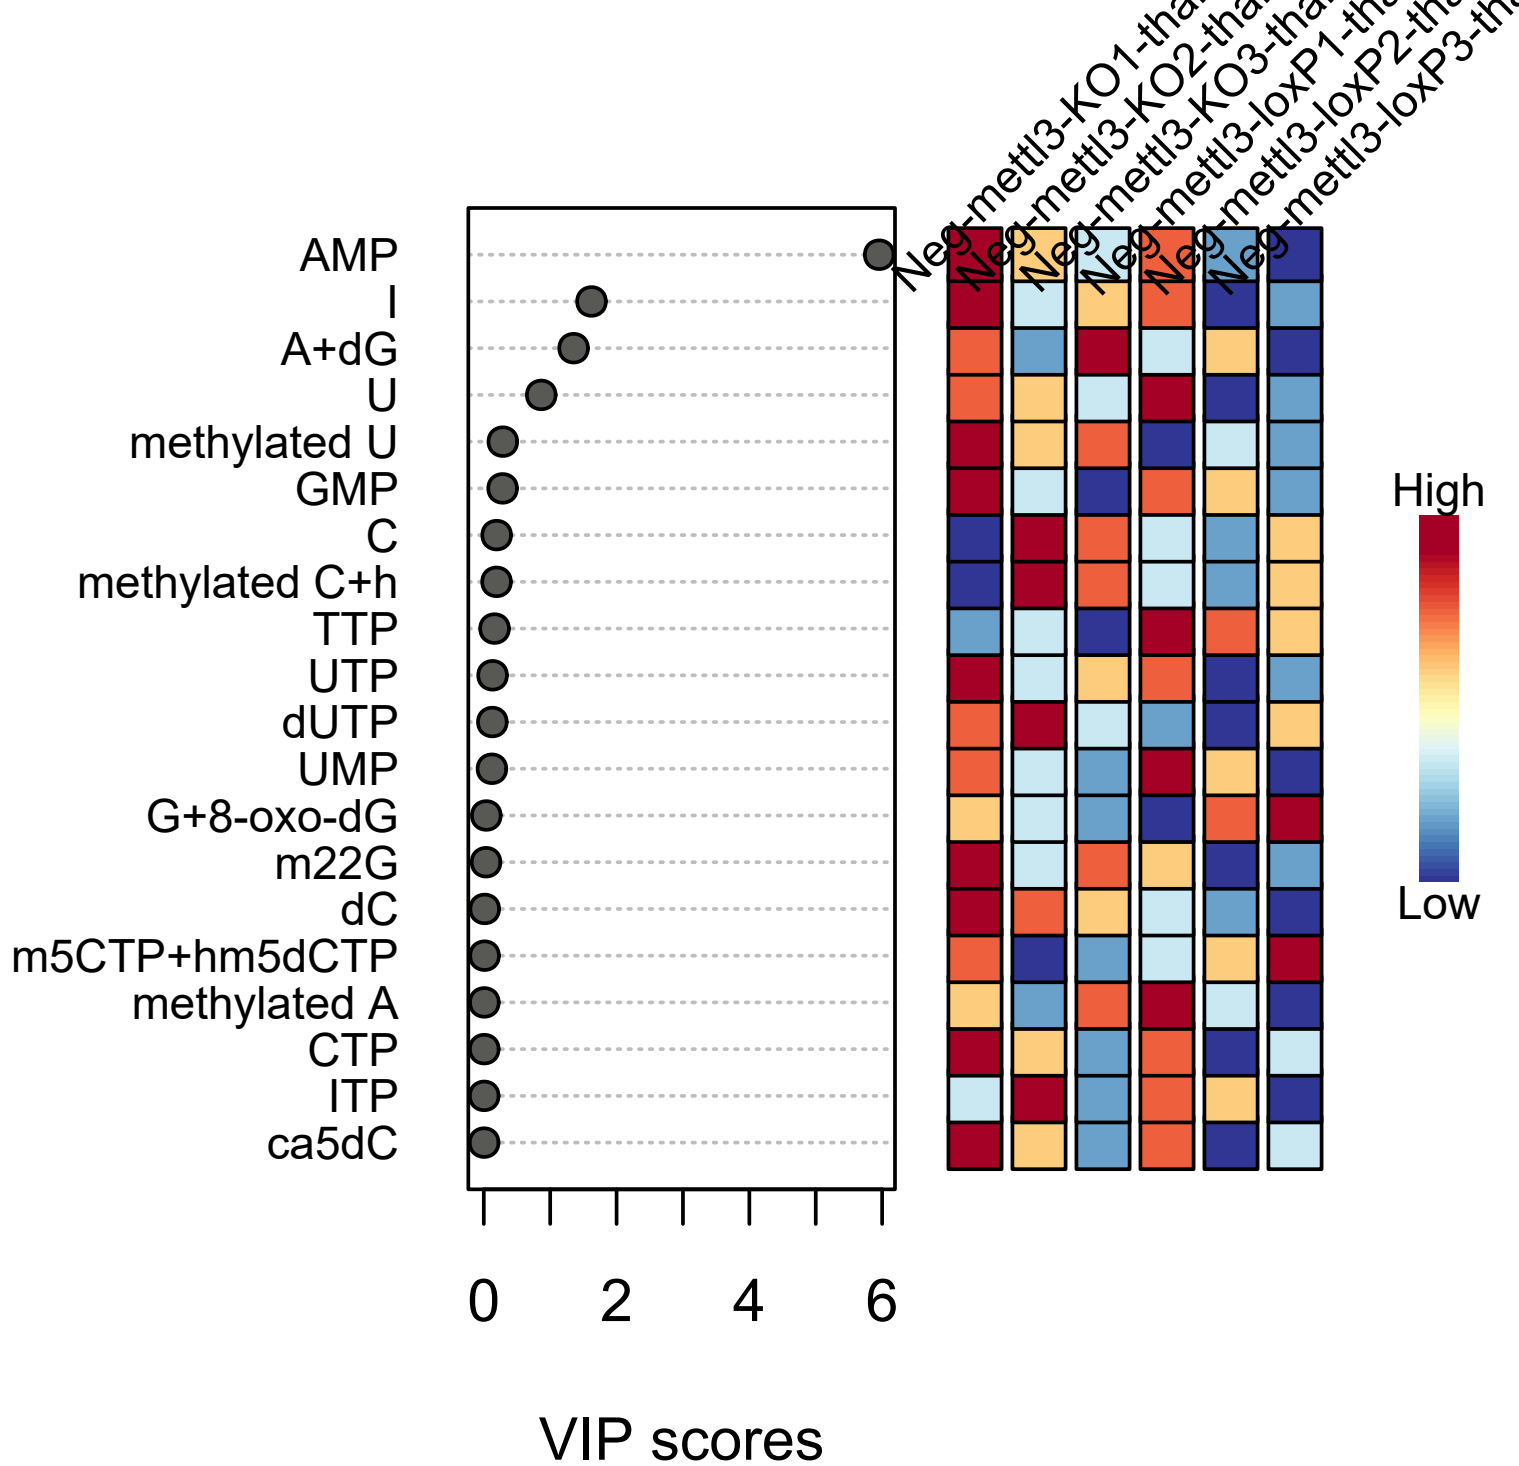 Neg-mettl3-KO1-tha
Neg-mettl3-KO2-tha
Neg-mettl3-KO3-tha
Neg-mettl3-loxP1-tha
Neg-mettl3-loxP2-tha
Neg-mettl3-loxP3-tha
AMP
I
A+dG
U
methylated U
GMP
C
methylated C+h
TTP
UTP
dUTP
UMP
G+8-oxo-dG
m22G
dC
m5CTP+hm5dCTP
methylated A
CTP
ITP
ca5dC
High
Low
0 2 4 6
VIP scores